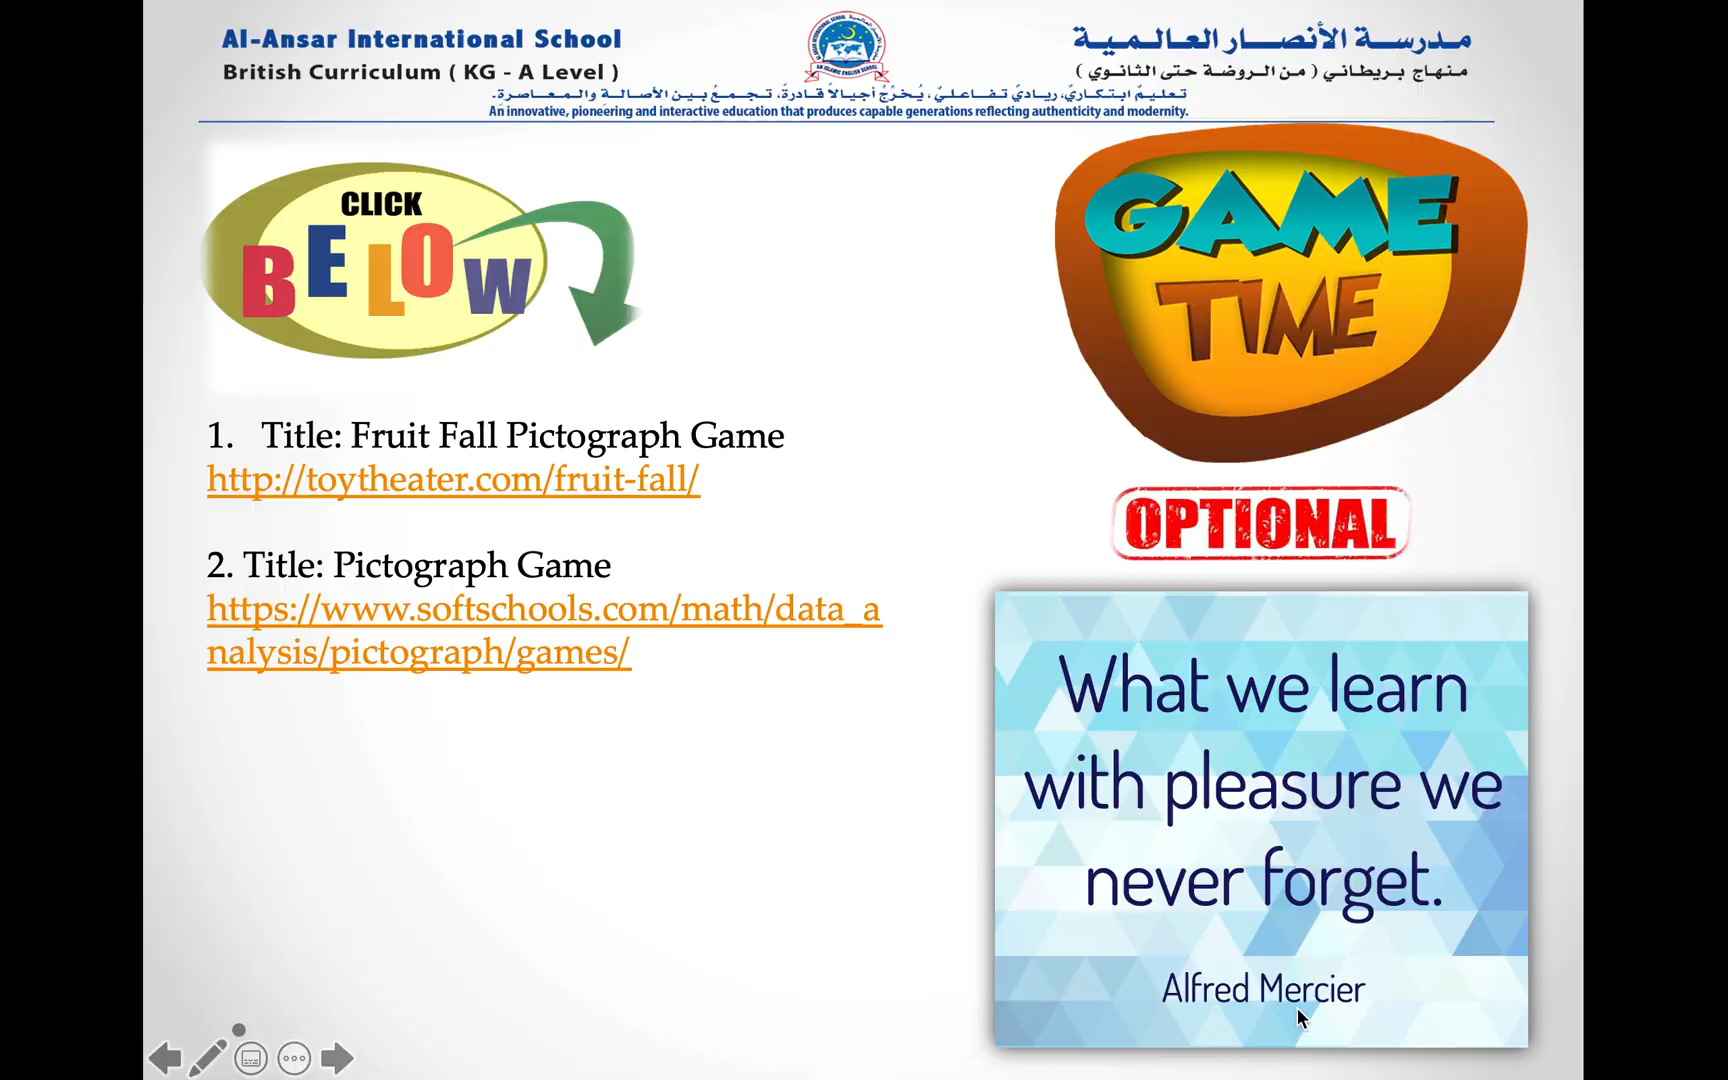 Al-Ansar International School
British Curriculum ( KG - A Level )
مدرسة الأنصار العالمية
منهاج بريطاني ( من الروضة حتى الثانوي )
تعليمٌ ابتكاريٌ، رياديٌ تفاعليٌ، يُخرِّجُ أجيالاً قادرةً، تجمعُ بين الأصالة والمعاصرة.
An innovative, pioneering and interactive education that produces capable generations reflecting authenticity and modernity.
CLICK
BELOW
GAME
TIME
1. Title: Fruit Fall Pictograph Game
http://toytheater.com/fruit-fall/
2. Title: Pictograph Game
https://www.softschools.com/math/data_a
nalysis/pictograph/games/
OPTIONAL
What we learn
with pleasure we
never forget.
Alfred Mercier